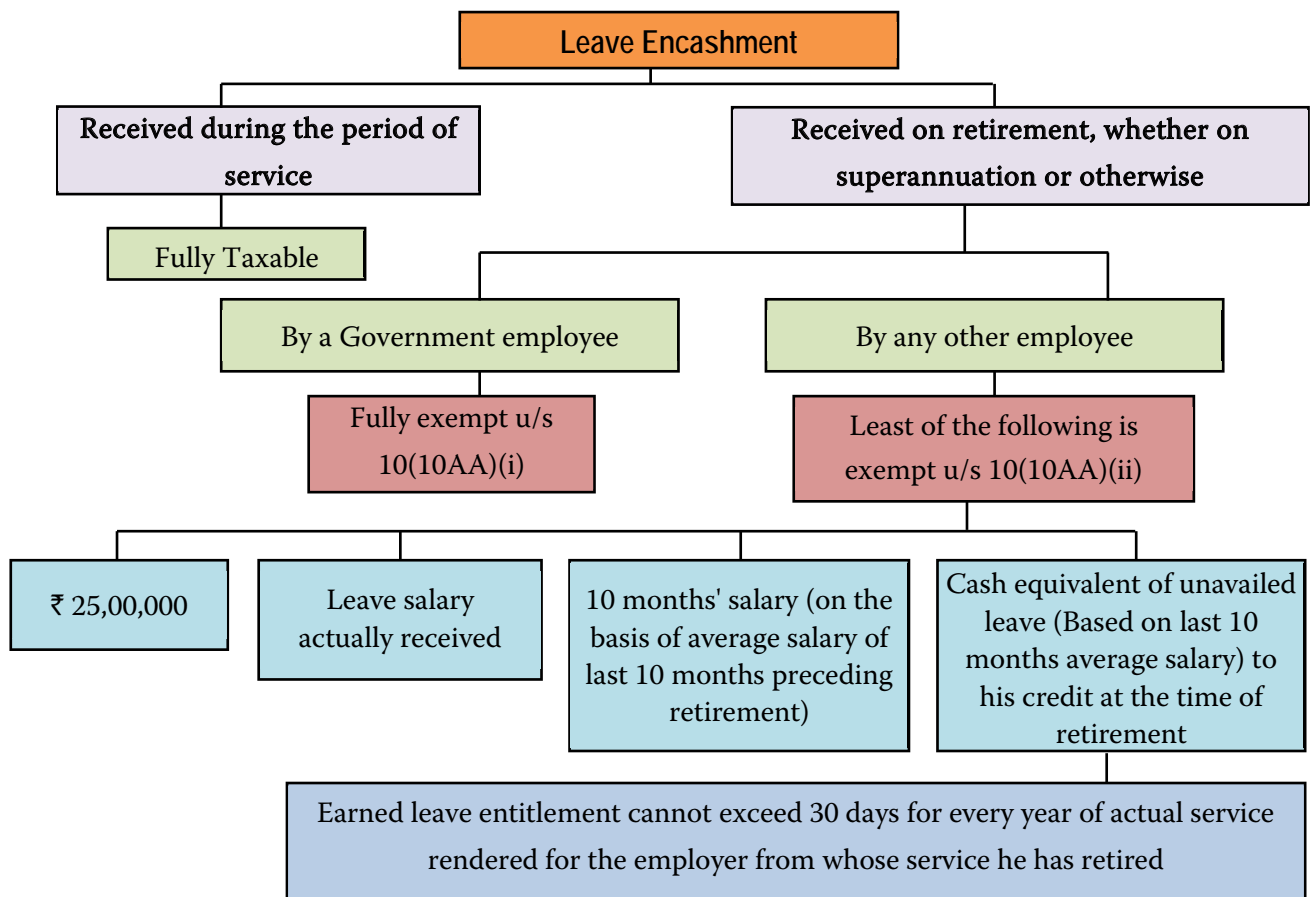 Leave Encashment
Received during the period of
service
Received on retirement, whether on
superannuation or otherwise
Fully Taxable
By a Government employee
By any other employee
Fully exempt u/s
10(10AA)(i)
Least of the following is
exempt u/s 10(10AA)(ii)
₹ 25,00,000
Leave salary
actually received
10 months' salary (on the
basis of average salary of
last 10 months preceding
retirement)
Cash equivalent of unavailed
leave (Based on last 10
months average salary) to
his credit at the time of
retirement
Earned leave entitlement cannot exceed 30 days for every year of actual service
rendered for the employer from whose service he has retired